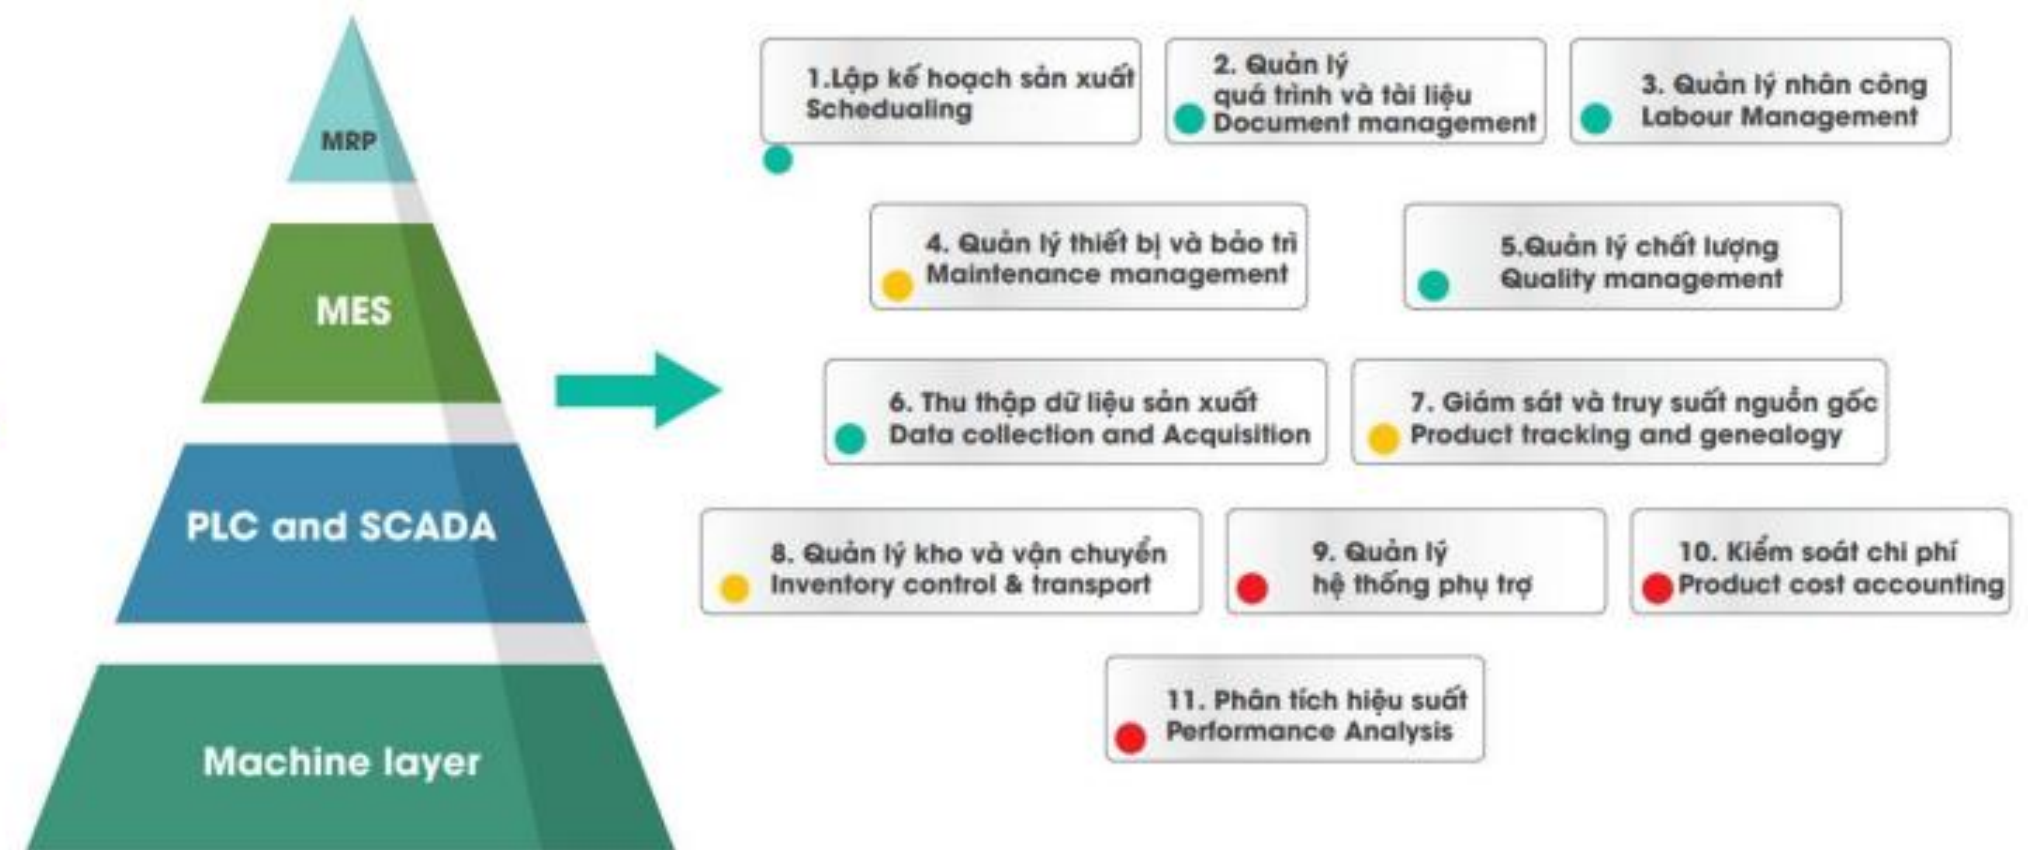 MRP
MES
PLC and SCADA
Machine layer
1.Lập kế hoạch sản xuất
Schedualing
2. Quản lý
quá trình và tài liệu
Document management
3. Quản lý nhân công
Labour Management
4. Quản lý thiết bị và bảo trì
Maintenance management
5.Quản lý chất lượng
Quality management
6. Thu thập dữ liệu sản xuất
Data collection and Acquisition
7. Giám sát và truy suất nguồn gốc
Product tracking and genealogy
8. Quản lý kho và vận chuyển
Inventory control & transport
9. Quản lý
hệ thống phụ trợ
10. Kiểm soát chi phí
Product cost accounting
11. Phân tích hiệu suất
Performance Analysis